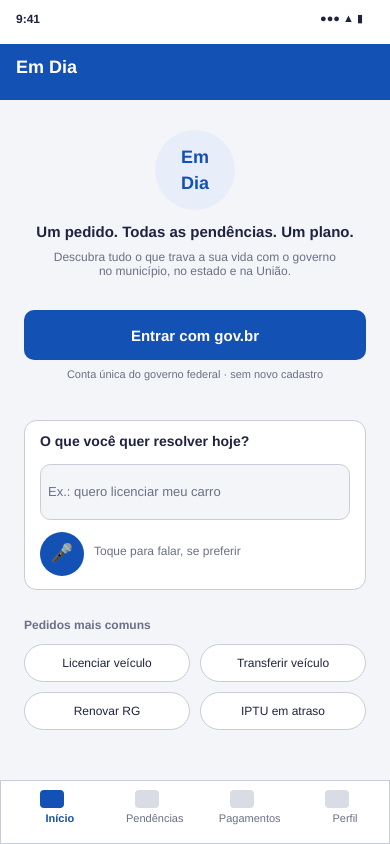 9:41
Em Dia
Em
Dia
Um pedido. Todas as pendências. Um plano.
Descubra tudo o que trava a sua vida com o governo
no município, no estado e na União.
Entrar com gov.br
Conta única do governo federal · sem novo cadastro
O que você quer resolver hoje?
Ex.: quero licenciar meu carro
Toque para falar, se preferir
Pedidos mais comuns
Licenciar veículo
Transferir veículo
Renovar RG
IPTU em atraso
Início
Pendências
Pagamentos
Perfil